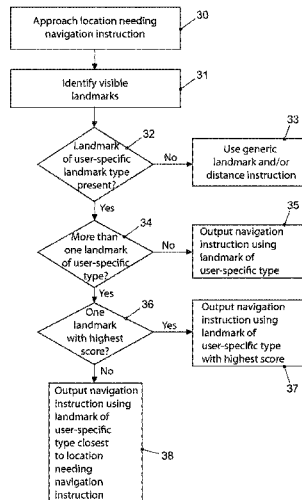 30
Approach location needing
navigation instruction
31
Identify visible
landmarks
32
Landmark
of user-specific
landmark type
present?
No
33
Use generic
landmark and/or
distance instruction
Yes
34
More than
one landmark
of user-specific
type?
No
35
Output navigation
instruction using
landmark of
user-specific type
Yes
36
One
landmark
with highest
score?
Yes
Output navigation
instruction using
landmark of
user-specific type
with highest score
37
No
Output navigation
instruction using
landmark of
user-specific
type closest
to location
needing
navigation
instruction
38